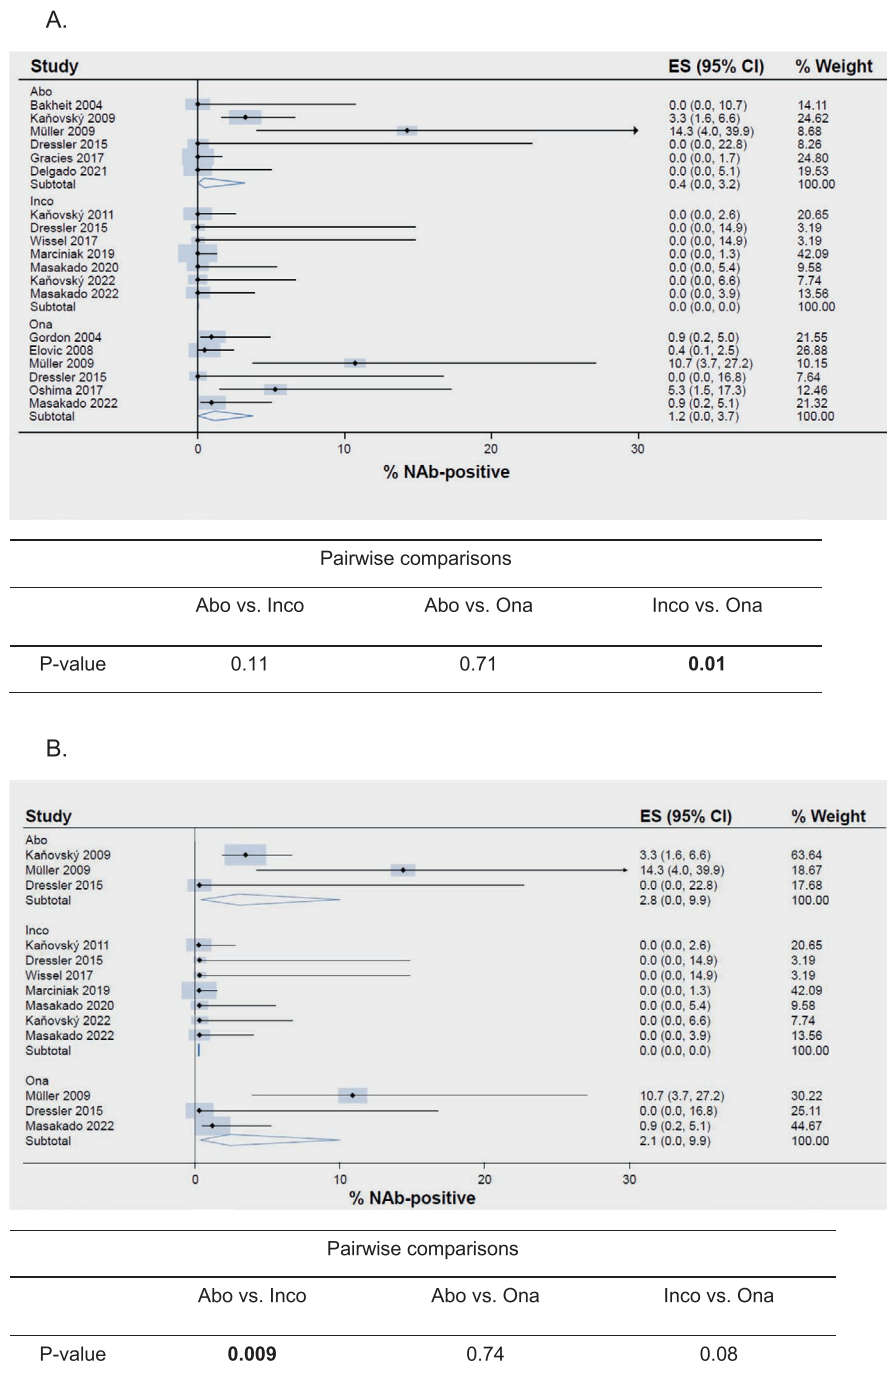 A.
Study ES (95% CI) % Weight
Abo
Bakheit 2004 0.0 (0.0, 10.7) 14.11
Kaňovský 2009 3.3 (1.6, 6.6) 24.62
Müller 2009 14.3 (4.0, 39.9) 8.68
Dressler 2015 0.0 (0.0, 22.8) 8.26
Gracies 2017 0.0 (0.0, 1.7) 24.80
Delgado 2021 0.0 (0.0, 5.1) 19.53
Subtotal 0.4 (0.0, 3.2) 100.00
Inco
Kaňovský 2011 0.0 (0.0, 2.6) 20.65
Dressler 2015 0.0 (0.0, 14.9) 3.19
Wissel 2017 0.0 (0.0, 14.9) 3.19
Marciniak 2019 0.0 (0.0, 1.3) 42.09
Masakado 2020 0.0 (0.0, 5.4) 9.58
Kaňovský 2022 0.0 (0.0, 6.6) 7.74
Masakado 2022 0.0 (0.0, 3.9) 13.56
Subtotal 0.0 (0.0, 0.0) 100.00
Ona
Gordon 2004 0.9 (0.2, 5.0) 21.55
Elovic 2008 0.4 (0.1, 2.5) 26.88
Müller 2009 10.7 (3.7, 27.2) 10.15
Dressler 2015 0.0 (0.0, 16.8) 7.64
Oshima 2017 5.3 (1.5, 17.3) 12.46
Masakado 2022 0.9 (0.2, 5.1) 21.32
Subtotal 1.2 (0.0, 3.7) 100.00
0 10 20 30
% NAb-positive
Pairwise comparisons
Abo vs. Inco Abo vs. Ona Inco vs. Ona
P-value 0.11 0.71 0.01
B.
Study ES (95% CI) % Weight
Abo
Kaňovský 2009 3.3 (1.6, 6.6) 63.64
Müller 2009 14.3 (4.0, 39.9) 18.67
Dressler 2015 0.0 (0.0, 22.8) 17.68
Subtotal 2.8 (0.0, 9.9) 100.00
Inco
Kaňovský 2011 0.0 (0.0, 2.6) 20.65
Dressler 2015 0.0 (0.0, 14.9) 3.19
Wissel 2017 0.0 (0.0, 14.9) 3.19
Marciniak 2019 0.0 (0.0, 1.3) 42.09
Masakado 2020 0.0 (0.0, 5.4) 9.58
Kaňovský 2022 0.0 (0.0, 6.6) 7.74
Masakado 2022 0.0 (0.0, 3.9) 13.56
Subtotal 0.0 (0.0, 0.0) 100.00
Ona
Müller 2009 10.7 (3.7, 27.2) 30.22
Dressler 2015 0.0 (0.0, 16.8) 25.11
Masakado 2022 0.9 (0.2, 5.1) 44.67
Subtotal 2.1 (0.0, 9.9) 100.00
0 10 20 30
% NAb-positive
Pairwise comparisons
Abo vs. Inco Abo vs. Ona Inco vs. Ona
P-value 0.009 0.74 0.08